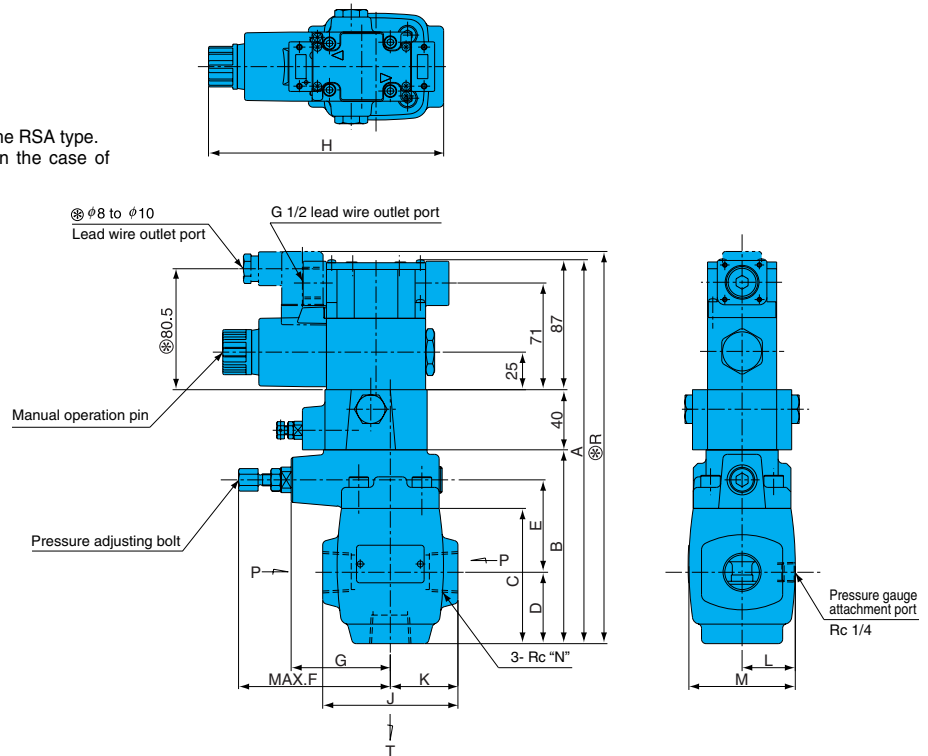 ne RSA type.
n the case of
H
⊛ φ8 to φ10
Lead wire outlet port
G 1/2 lead wire outlet port
⊛80.5
71
87
25
40
Manual operation pin
A
⊛R
Pressure adjusting bolt
E
B
C
D
P
P
Pressure gauge
attachment port
Rc 1/4
3- Rc “N”
G
MAX.F
K
J
T
L
M